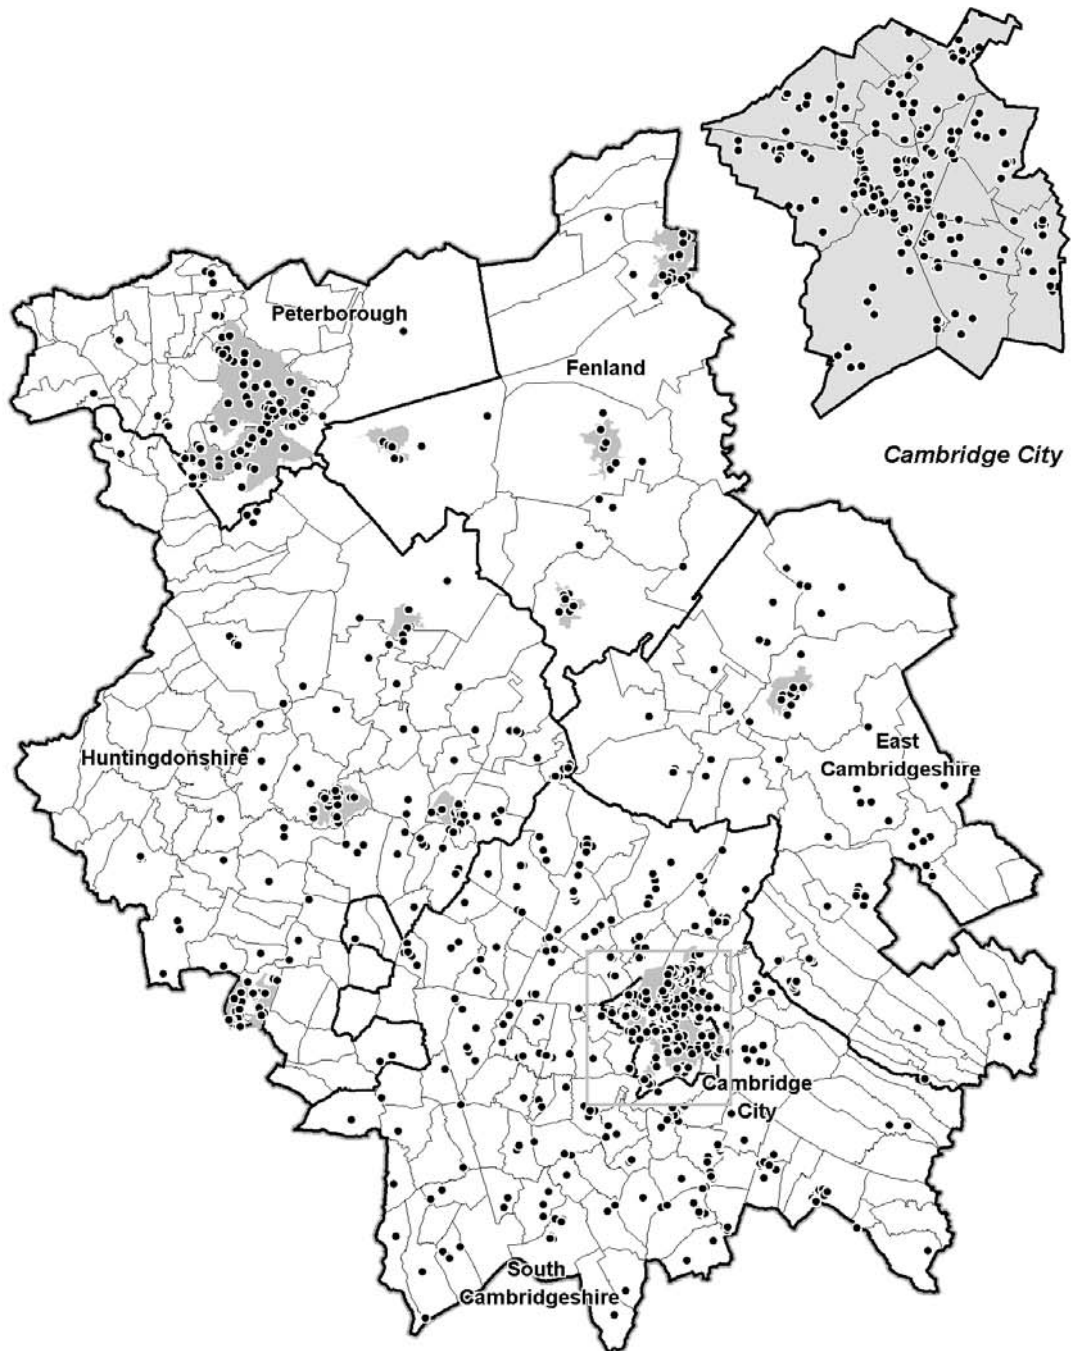 Peterborough
Fenland
Cambridge City
Huntingdonshire
East
Cambridgeshire
Cambridge
City
South
Cambridgeshire